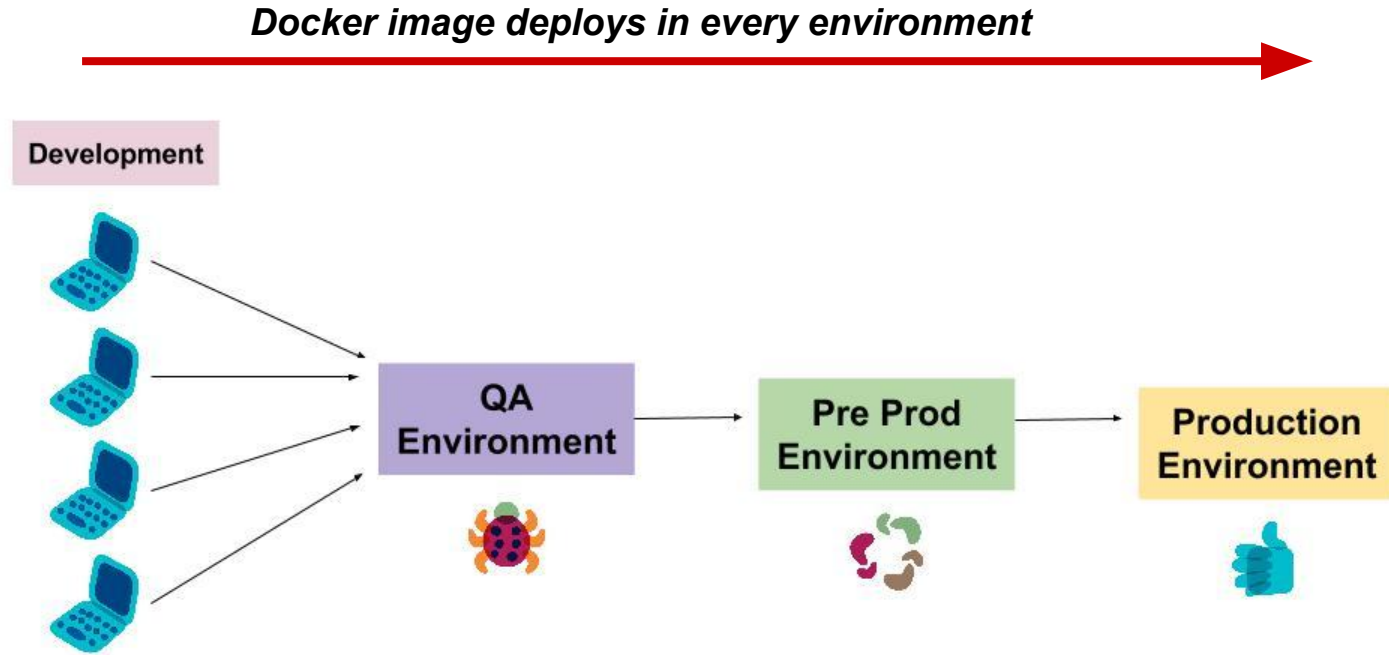 Docker image deploys in every environment
Development
QA
Environment
Pre Prod
Environment
Production
Environment